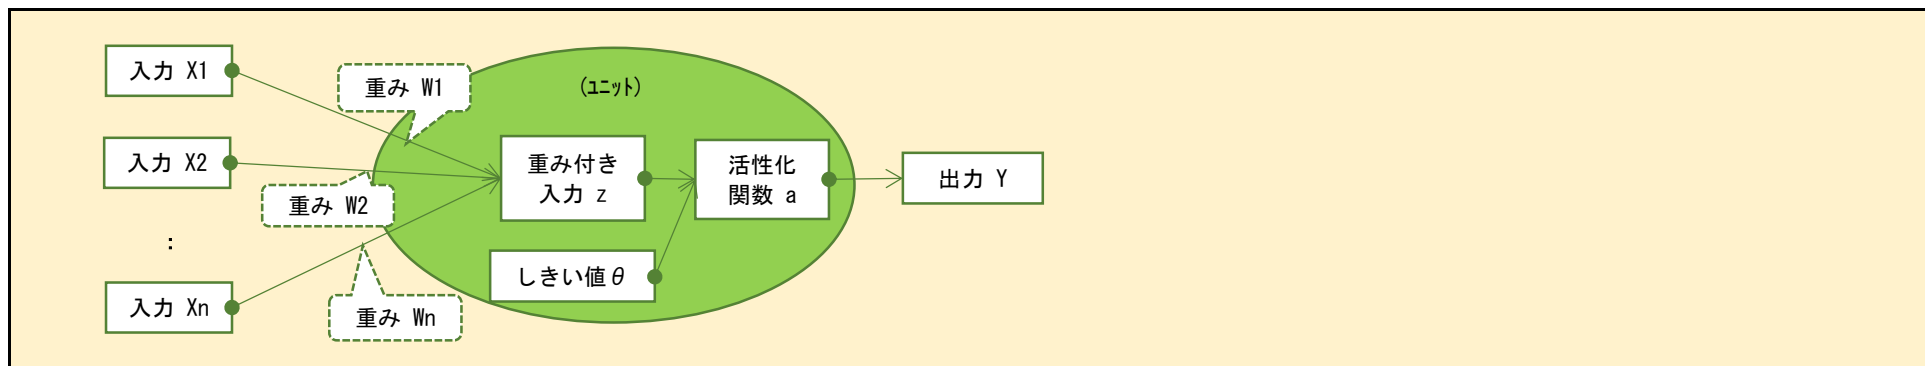 入力 X1
重み W1
(ﾕﾆｯﾄ)
入力 X2
重み付き
入力 z
活性化
関数 a
出力 Y
重み W2
:
しきい値θ
入力 Xn
重み Wn